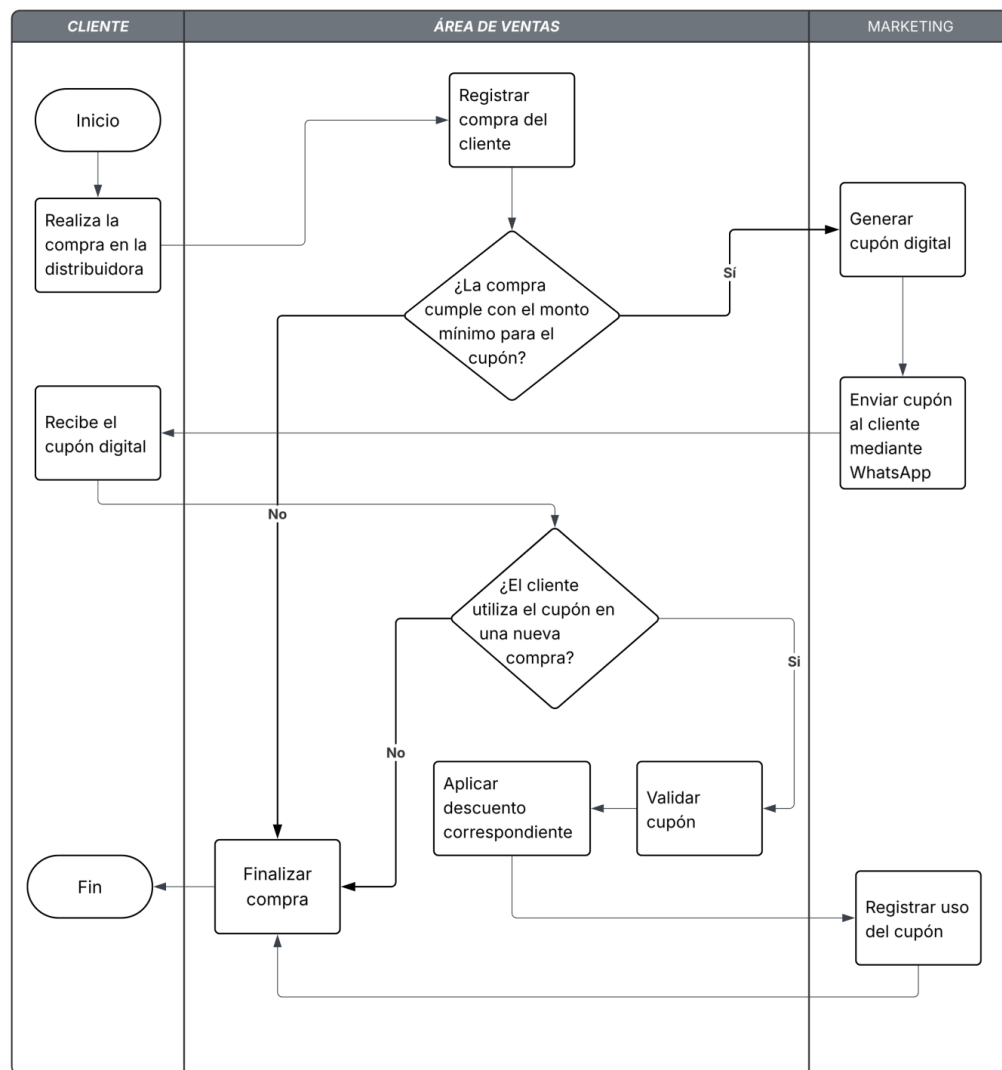 CLIENTE
ÁREA DE VENTAS
MARKETING
Inicio
Registrar
compra del
cliente
Realiza la
compra en la
distribuidora
Generar
cupón digital
Sí
¿La compra
cumple con el monto
mínimo para el
cupón?
Recibe el
cupón digital
Enviar cupón
al cliente
mediante
WhatsApp
No
¿El cliente
utiliza el cupón en
una nueva
compra?
Si
No
Aplicar
descuento
correspondiente
Validar
cupón
Fin
Finalizar
compra
Registrar uso
del cupón